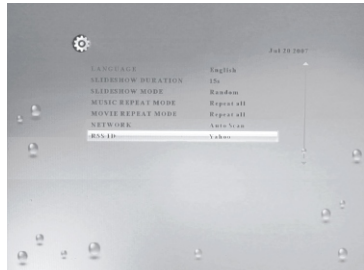 Jul 20 2007
LANGUAGE English
SLIDESHOW DURATION 15s
SLIDESHOW MODE Random
MUSIC REPEAT MODE Repeat all
MOVIE REPEAT MODE Repeat all
NETWORK Auto Scan
RSS ID Yahoo